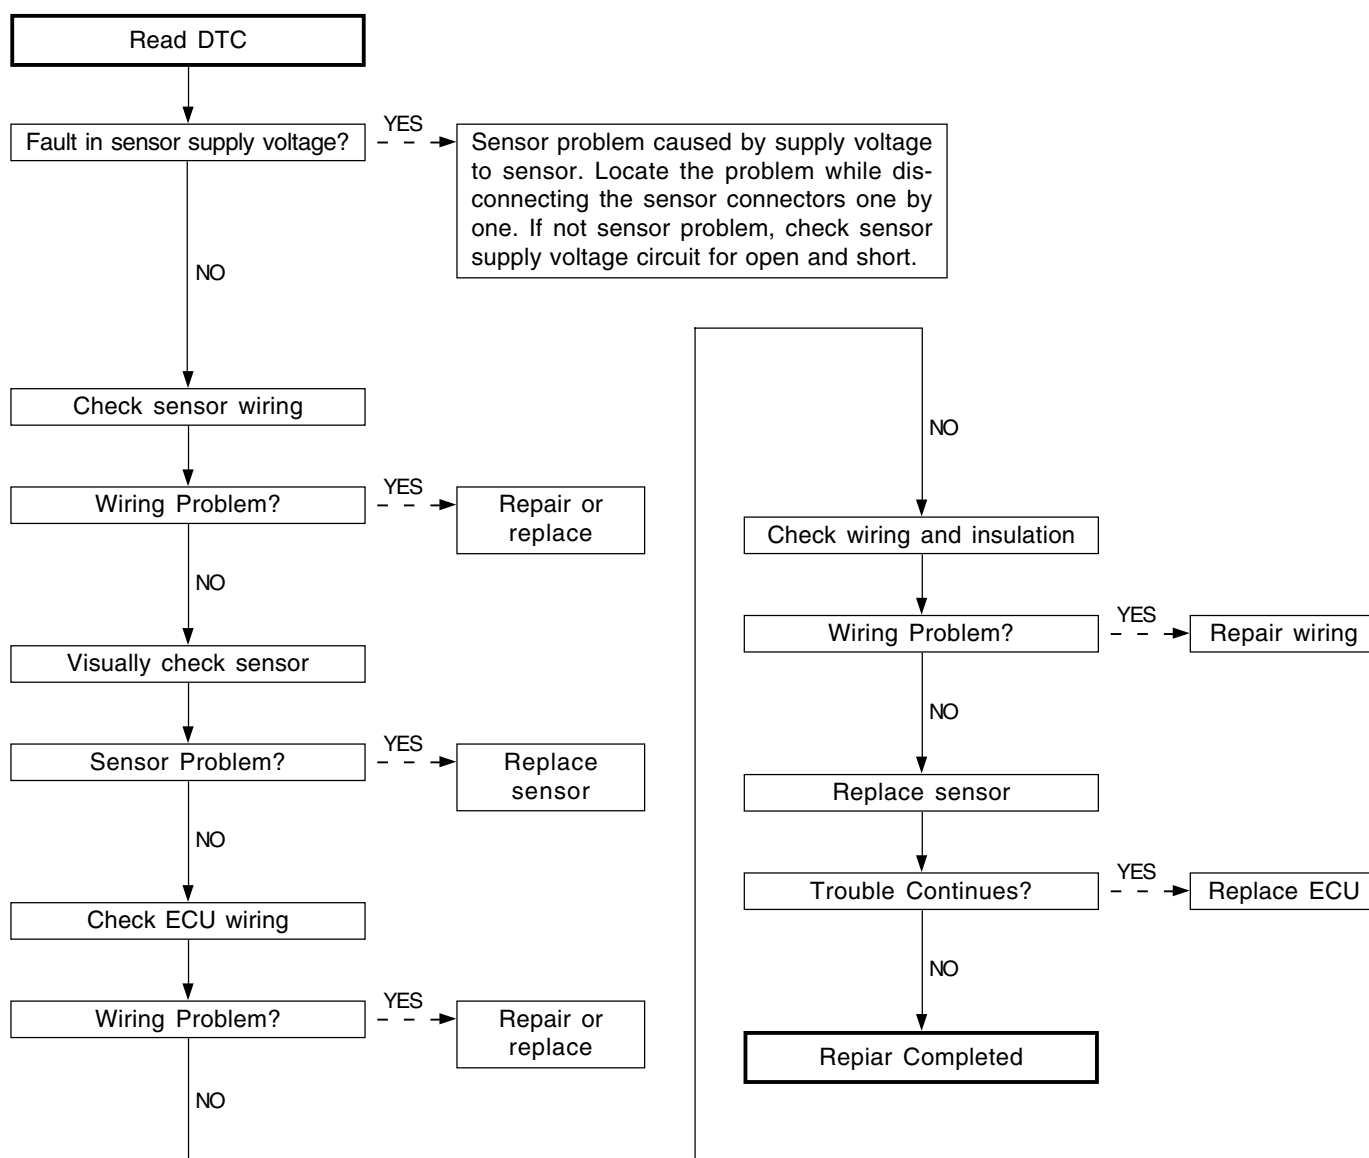 Read DTC
Fault in sensor supply voltage?
YES
Sensor problem caused by supply voltage
to sensor. Locate the problem while dis-
connecting the sensor connectors one by
one. If not sensor problem, check sensor
supply voltage circuit for open and short.
NO
Check sensor wiring
Wiring Problem?
YES
Repair or
replace
NO
Visually check sensor
Sensor Problem?
YES
Replace
sensor
NO
Check ECU wiring
Wiring Problem?
YES
Repair or
replace
NO
NO
Check wiring and insulation
Wiring Problem?
YES
Repair wiring
NO
Replace sensor
Trouble Continues?
YES
Replace ECU
NO
Repiar Completed